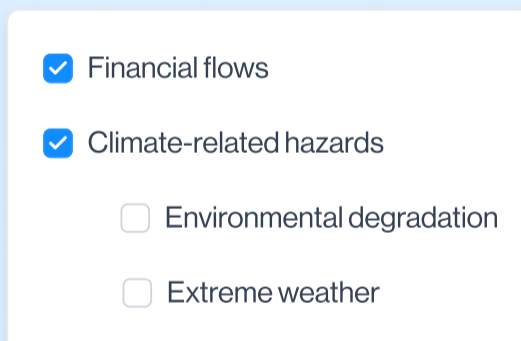 Financial flows
Climate-related hazards
Environmental degradation
Extreme weather